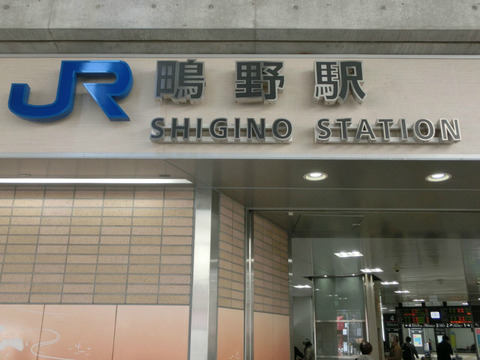 JR 鴫野駅
SHIGINO STATION